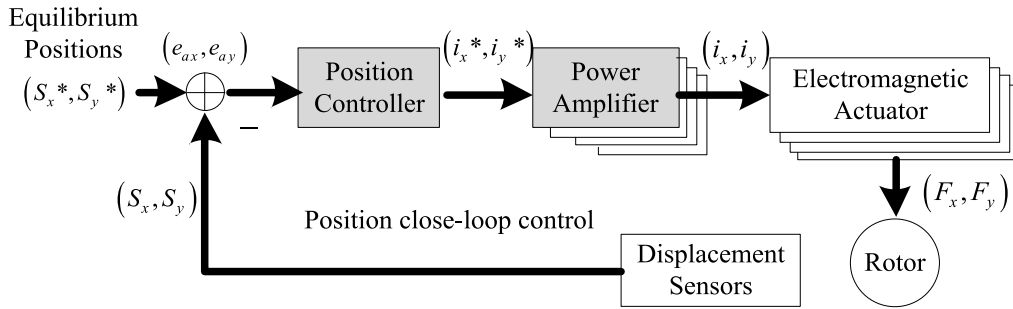 Equilibrium
Positions
(S_x*, S_y*)
(e_ax, e_ay)
−
Position
Controller
(i_x*, i_y*)
Power
Amplifier
(i_x, i_y)
Electromagnetic
Actuator
(S_x, S_y)
(F_x, F_y)
Position close-loop control
Displacement
Sensors
Rotor